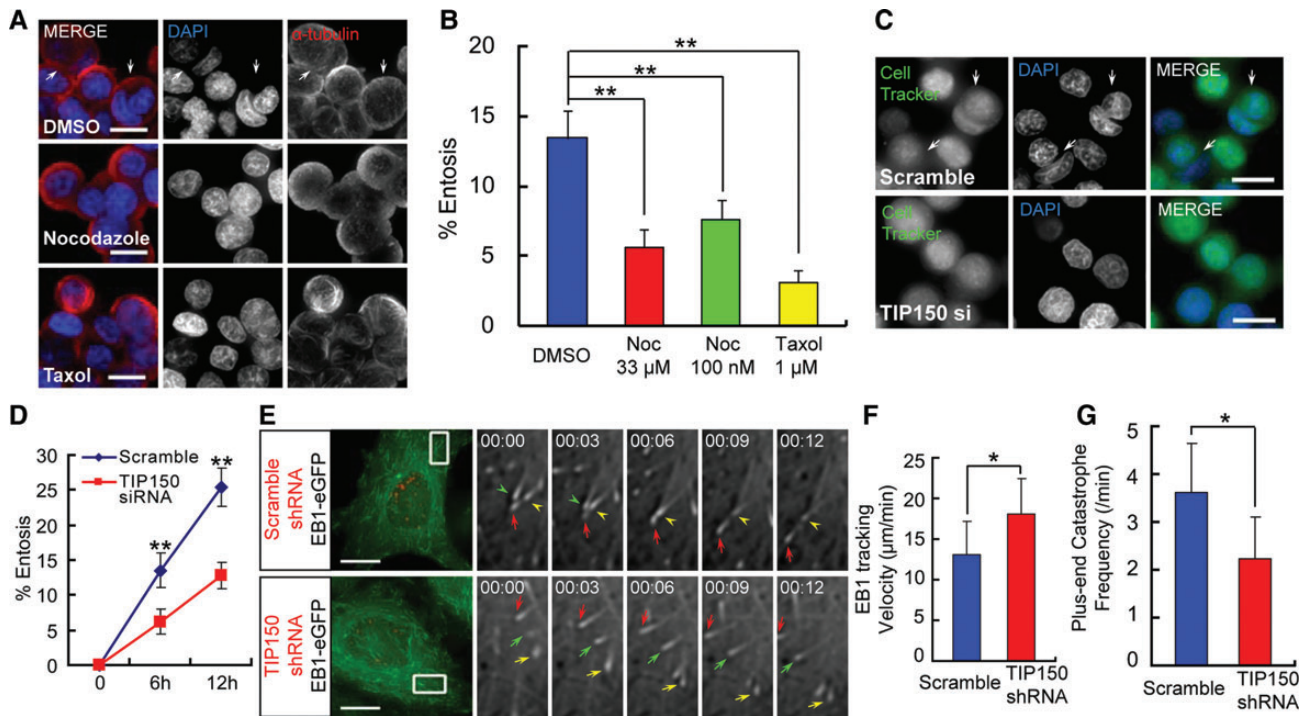 A
MERGE
DAPI
α-tubulin
DMSO
Nocodazole
Taxol
B
% Entosis
20
15
10
5
0
**
**
**
DMSO
Noc
33 µM
Noc
100 nM
Taxol
1 µM
C
Cell
Tracker
DAPI
MERGE
Scramble
Cell
Tracker
DAPI
MERGE
TIP150 si
D
% Entosis
30
25
20
15
10
5
0
Scramble
TIP150
siRNA
**
**
0
6h
12h
E
Scramble
shRNA
EB1-eGFP
00:00
00:03
00:06
00:09
00:12
TIP150
shRNA
EB1-eGFP
00:00
00:03
00:06
00:09
00:12
F
EB1 tracking
Velocity (µm/min)
30
25
20
15
10
5
0
*
Scramble
TIP150
shRNA
G
Plus-end Catastrophe
Frequency (/min)
5
4
3
2
1
0
*
Scramble
TIP150
shRNA